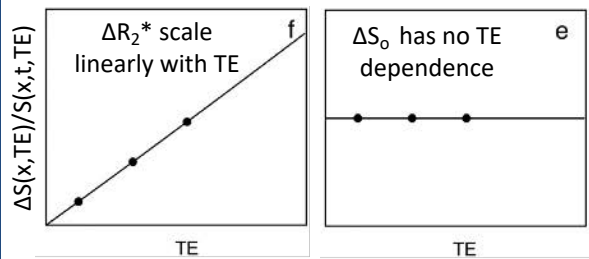 ΔS(x,TE)/S(x,t,TE)
ΔR₂* scale
linearly with TE
f
TE
ΔSₒ has no TE
dependence
e
TE